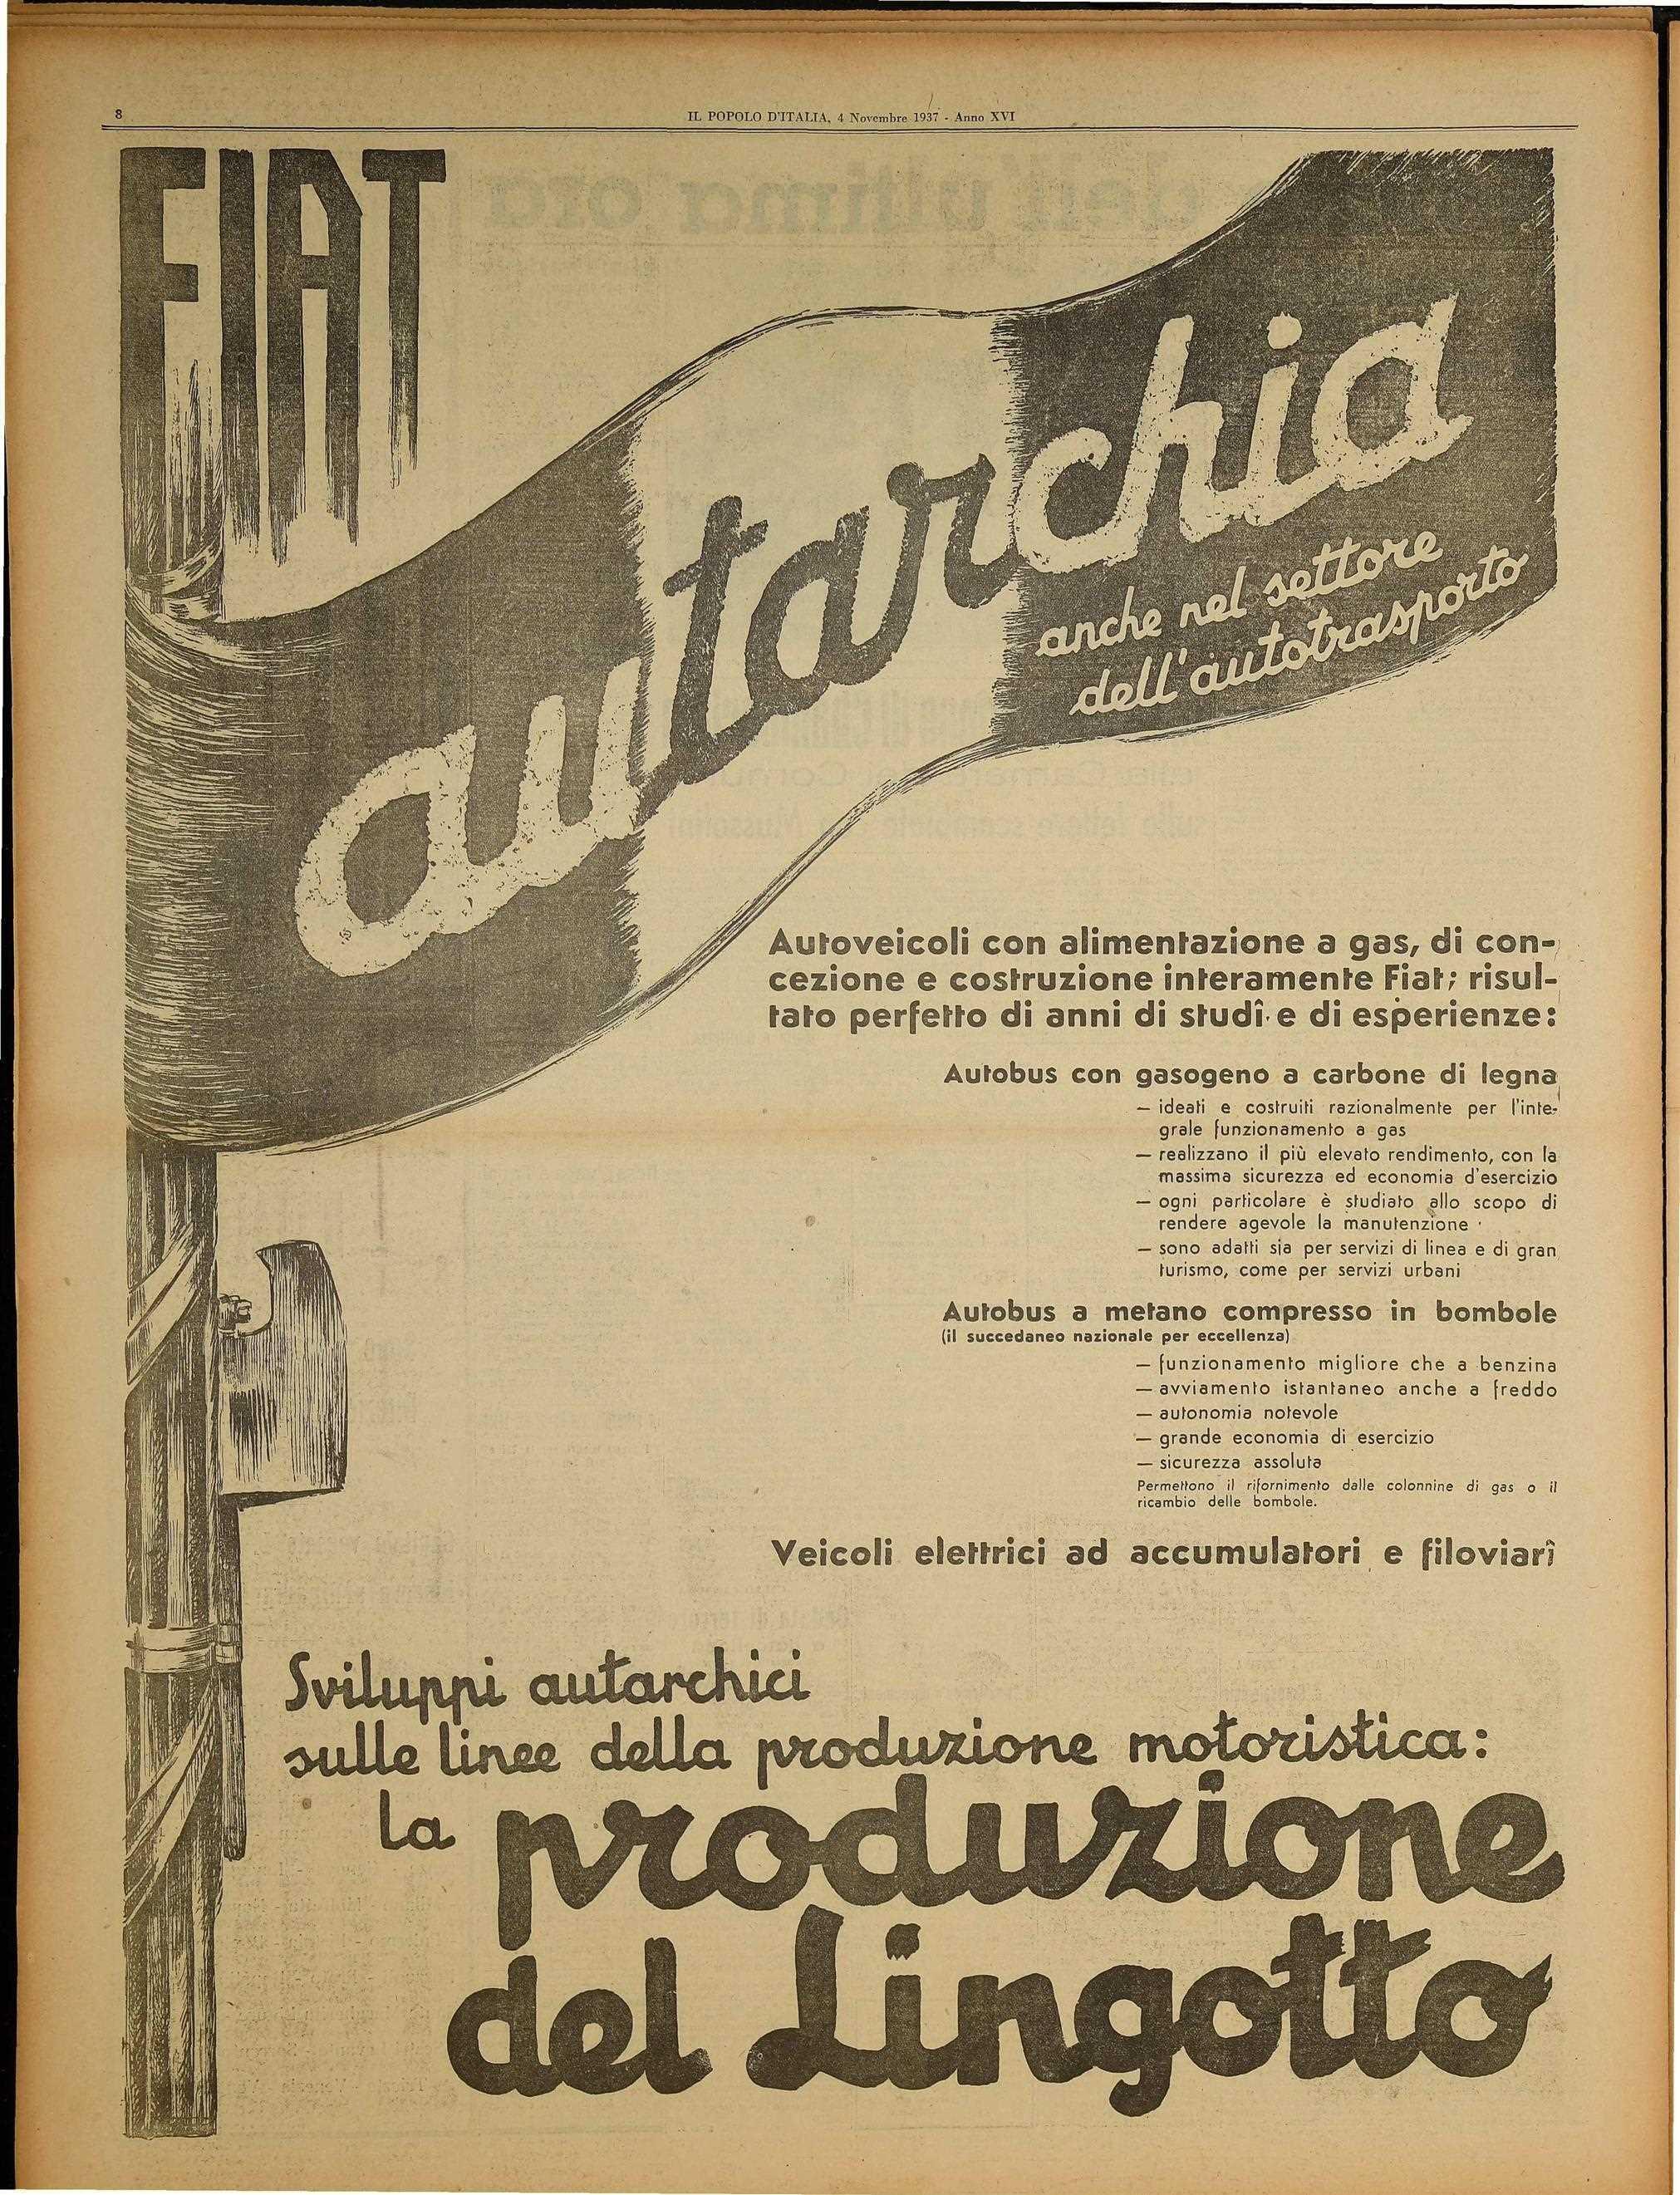 8
IL POPOLO D'ITALIA, 4 Novembre 1937 - Anno XVI
FIAT
autarchia
anche nel settore
dell'autotrasporto
Autoveicoli con alimentazione a gas, di con-
cezione e costruzione interamente Fiat; risul-
tato perfetto di anni di studî e di esperienze:
Autobus con gasogeno a carbone di legna
— ideati e costruiti razionalmente per l'inte-
grale funzionamento a gas
— realizzano il più elevato rendimento, con la
massima sicurezza ed economia d'esercizio
— ogni particolare è studiato allo scopo di
rendere agevole la manutenzione
— sono adatti sia per servizi di linea e di gran
turismo, come per servizi urbani
Autobus a metano compresso in bombole
(il succedaneo nazionale per eccellenza)
— funzionamento migliore che a benzina
— avviamento istantaneo anche a freddo
— autonomia notevole
— grande economia di esercizio
— sicurezza assoluta
Permettono il rifornimento dalle colonnine di gas o il
ricambio delle bombole.
Veicoli elettrici ad accumulatori e filoviarî
Sviluppi autarchici
sulle linee della produzione motoristica:
la produzione
del Lingotto